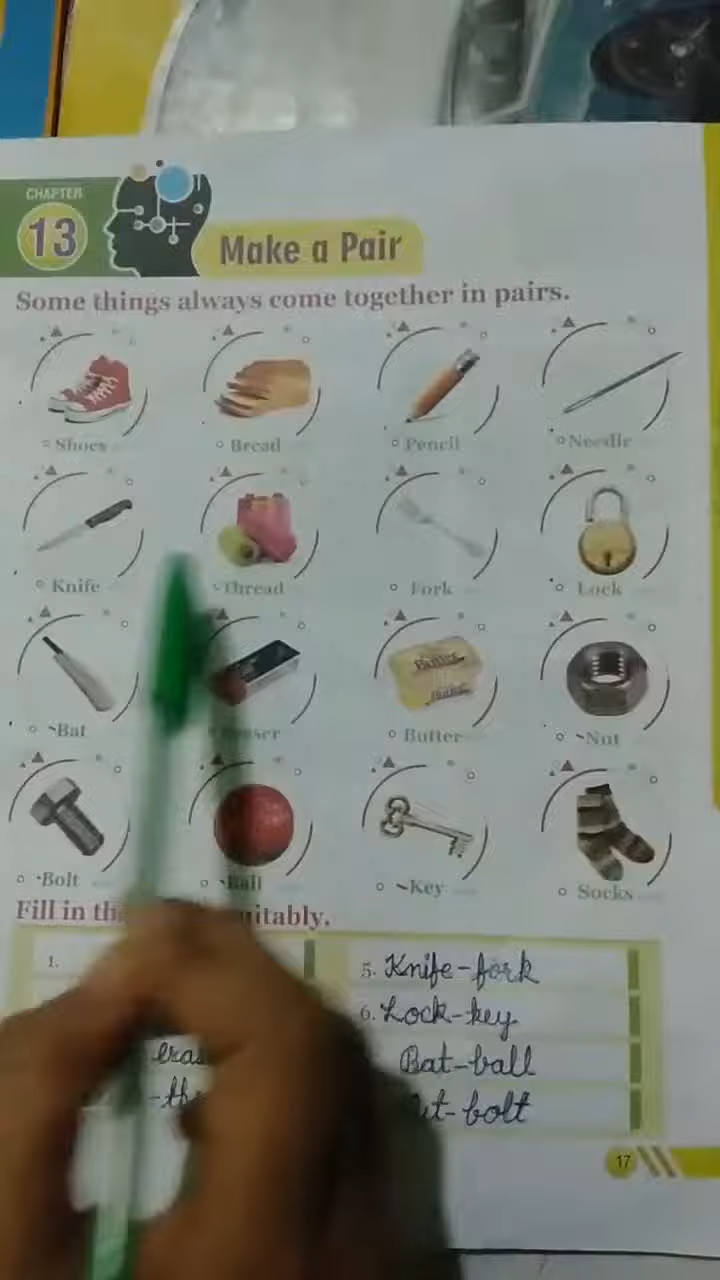 CHAPTER
13
Make a Pair
Some things always come together in pairs.
Shoes
Bread
Pencil
Needle
Knife
Thread
Fork
Lock
Butter
Butter
Bat
Butter
Nut
Bolt
Ball
Key
Socks
Fill in
1.
5. Knife-fork
6. Lock-key
Bat-ball
bolt
17